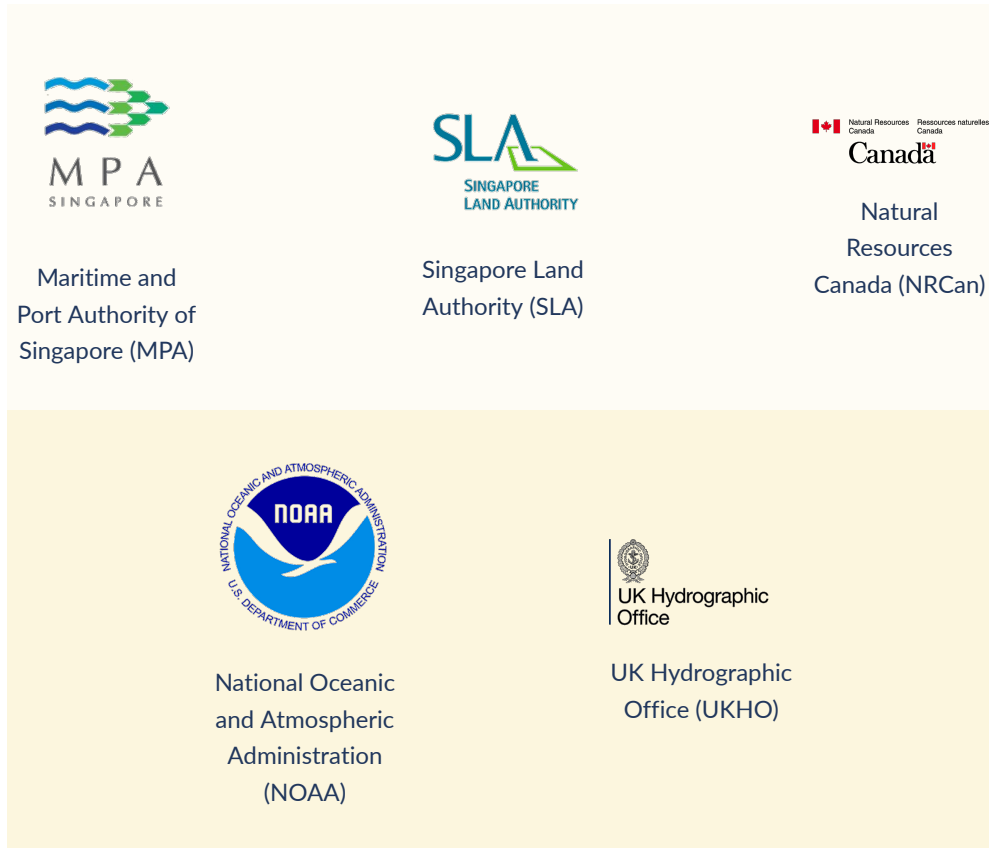 MPA
SINGAPORE
Maritime and
Port Authority of
Singapore (MPA)
SLA
SINGAPORE
LAND AUTHORITY
Singapore Land
Authority (SLA)
Natural Resources Ressources naturelles
Canada Canada
Canada
Natural
Resources
Canada (NRCan)
NATIONAL OCEANIC AND ATMOSPHERIC ADMINISTRATION
NOAA
U.S. DEPARTMENT OF COMMERCE
National Oceanic
and Atmospheric
Administration
(NOAA)
UK Hydrographic
Office
UK Hydrographic
Office (UKHO)